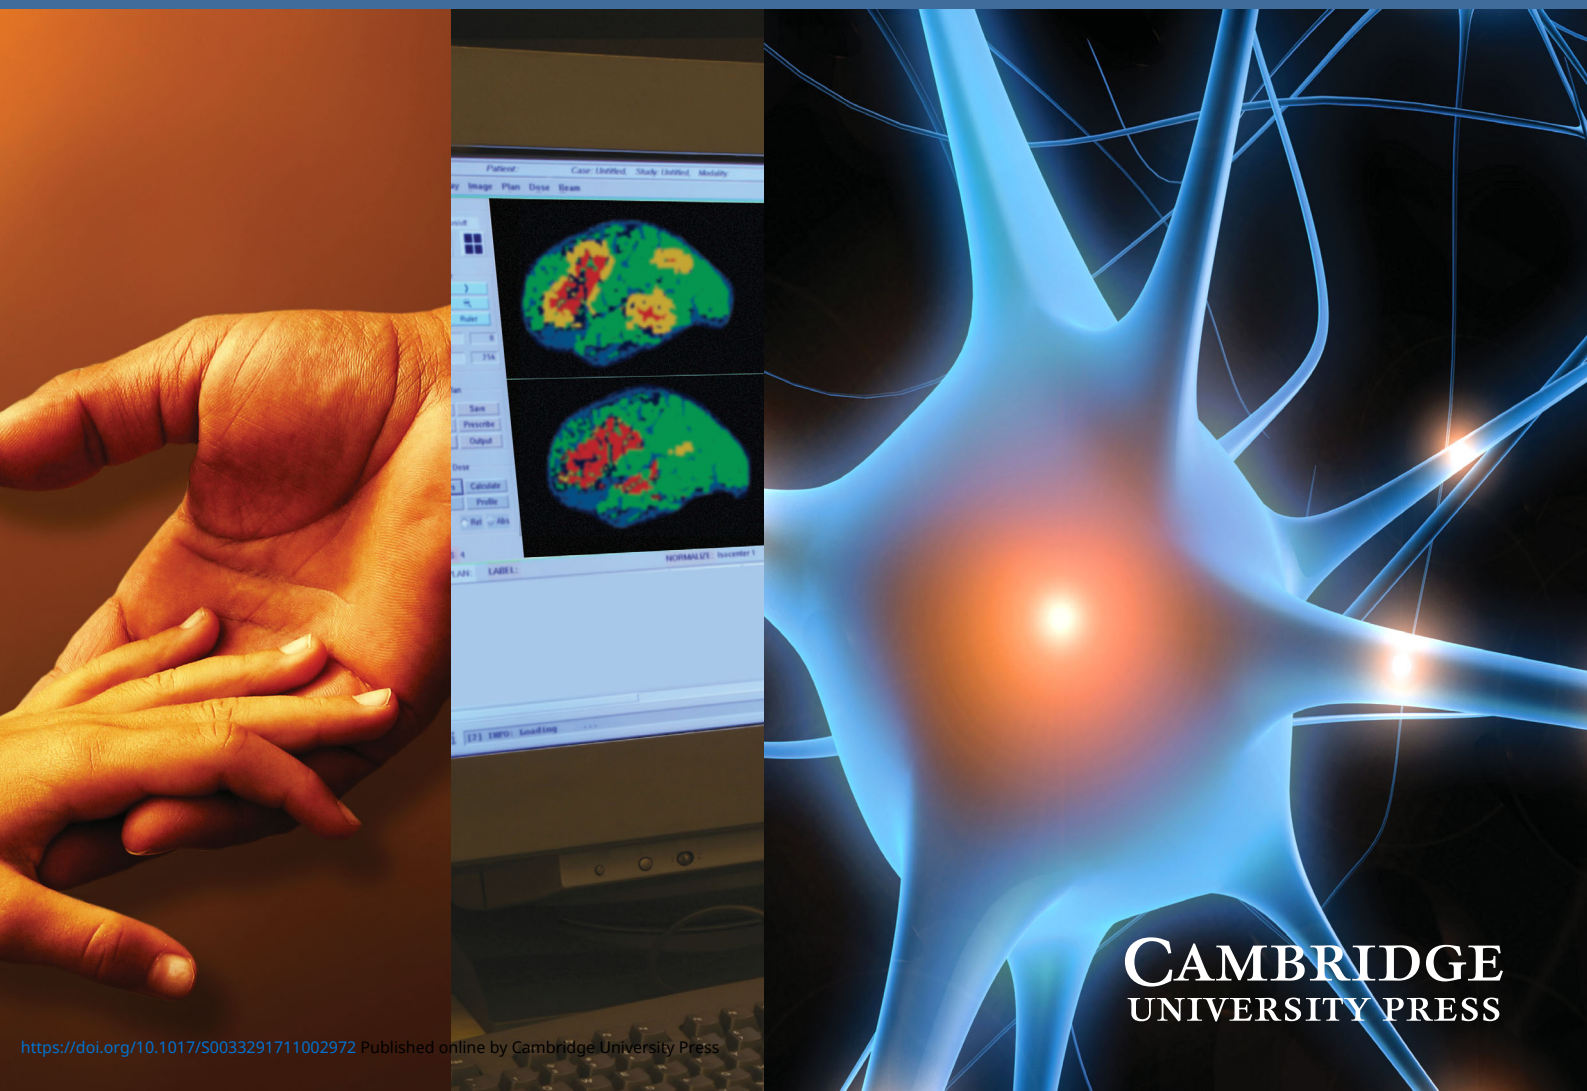 Patient: Case: Untitled, Study: Untitled, Modality
Image Plan Dose Beam
Ruler
Save
Prescribe
Output
Dose
Calculate
Profile
Rel Abs
NORMALIZE: Isocenter 1
LABEL:
INFO: Loading
CAMBRIDGE
UNIVERSITY PRESS
https://doi.org/10.1017/S0033291711002972 Published online by Cambridge University Press